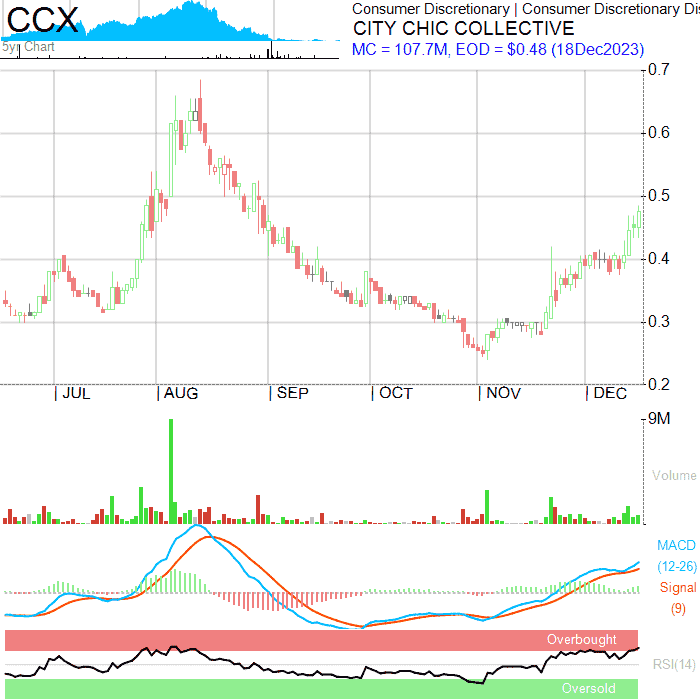 CCX
5yr Chart
Consumer Discretionary | Consumer Discretionary Dis
CITY CHIC COLLECTIVE
MC = 107.7M, EOD = $0.48 (18Dec2023)
0.7
0.6
0.5
0.4
0.3
0.2
JUL AUG SEP OCT NOV DEC
9M
Volume
MACD
(12-26)
Signal
(9)
Overbought
RSI(14)
Oversold